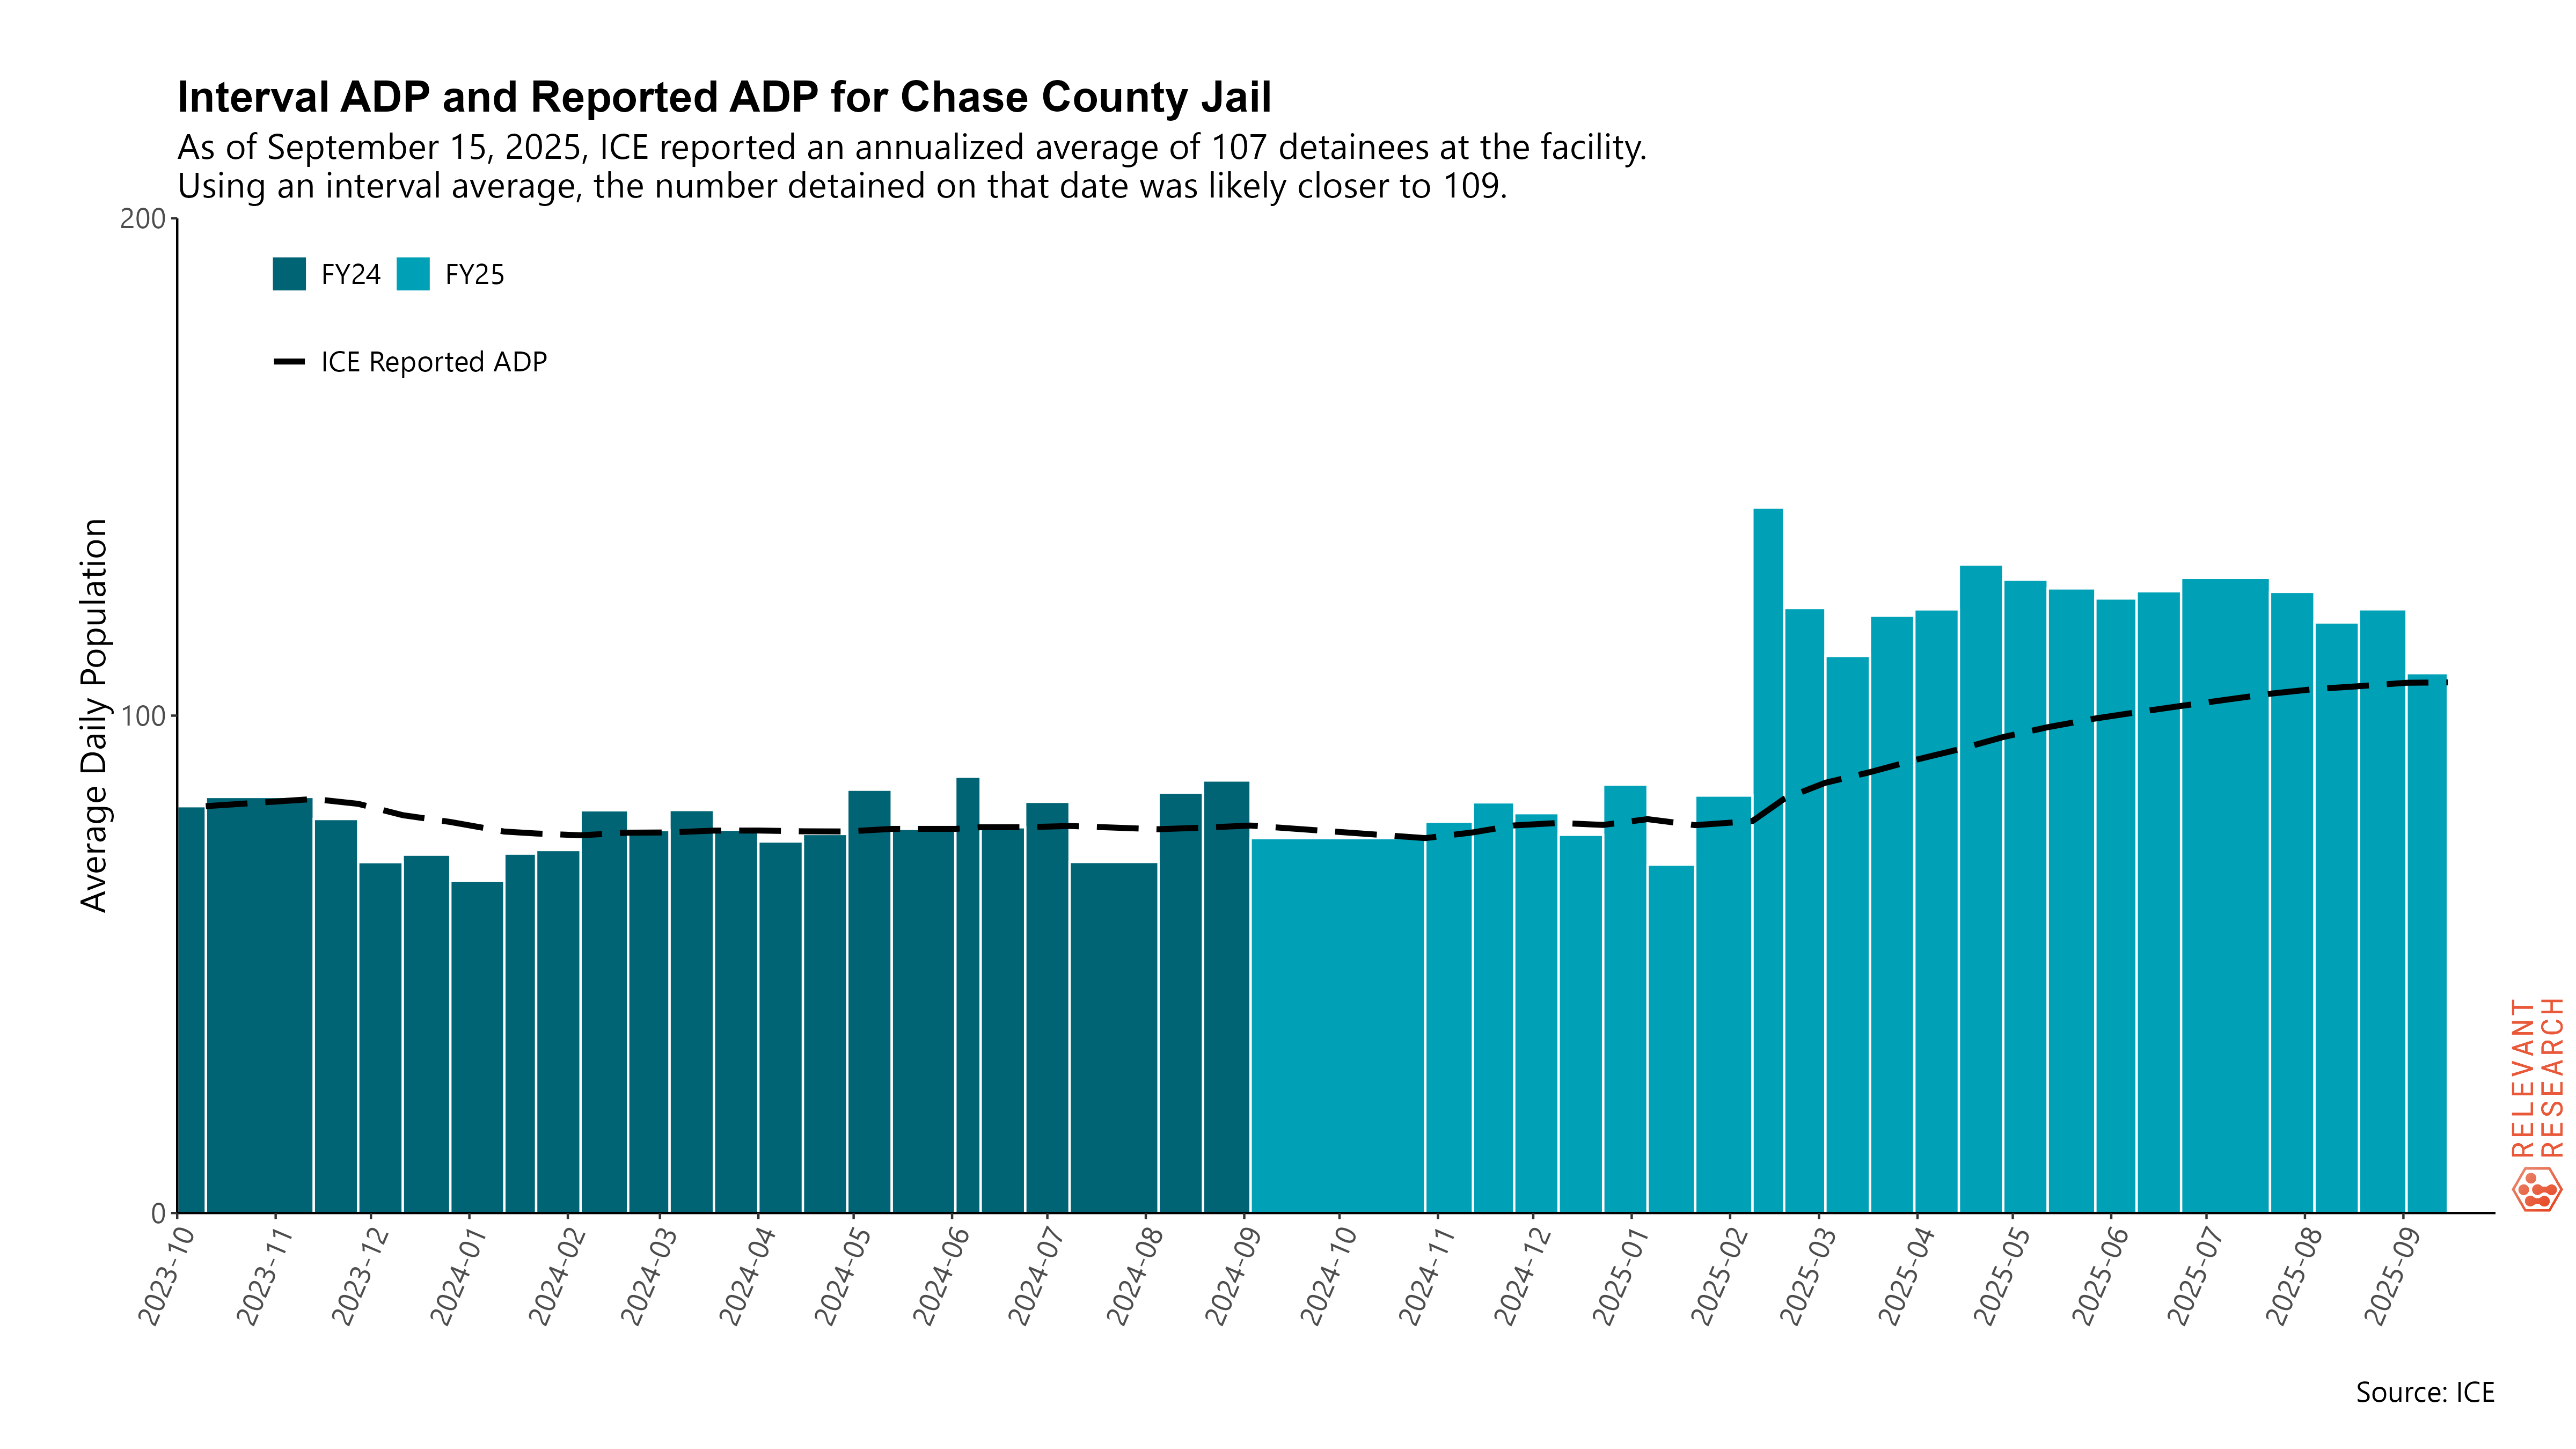 Interval ADP and Reported ADP for Chase County Jail
As of September 15, 2025, ICE reported an annualized average of 107 detainees at the facility.
Using an interval average, the number detained on that date was likely closer to 109.
200
FY24 FY25
ICE Reported ADP
Average Daily Population
100
0
2023-10 2023-11 2023-12 2024-01 2024-02 2024-03 2024-04 2024-05 2024-06 2024-07 2024-08 2024-09 2024-10 2024-11 2024-12 2025-01 2025-02 2025-03 2025-04 2025-05 2025-06 2025-07 2025-08 2025-09
RELEVANT
RESEARCH
Source: ICE